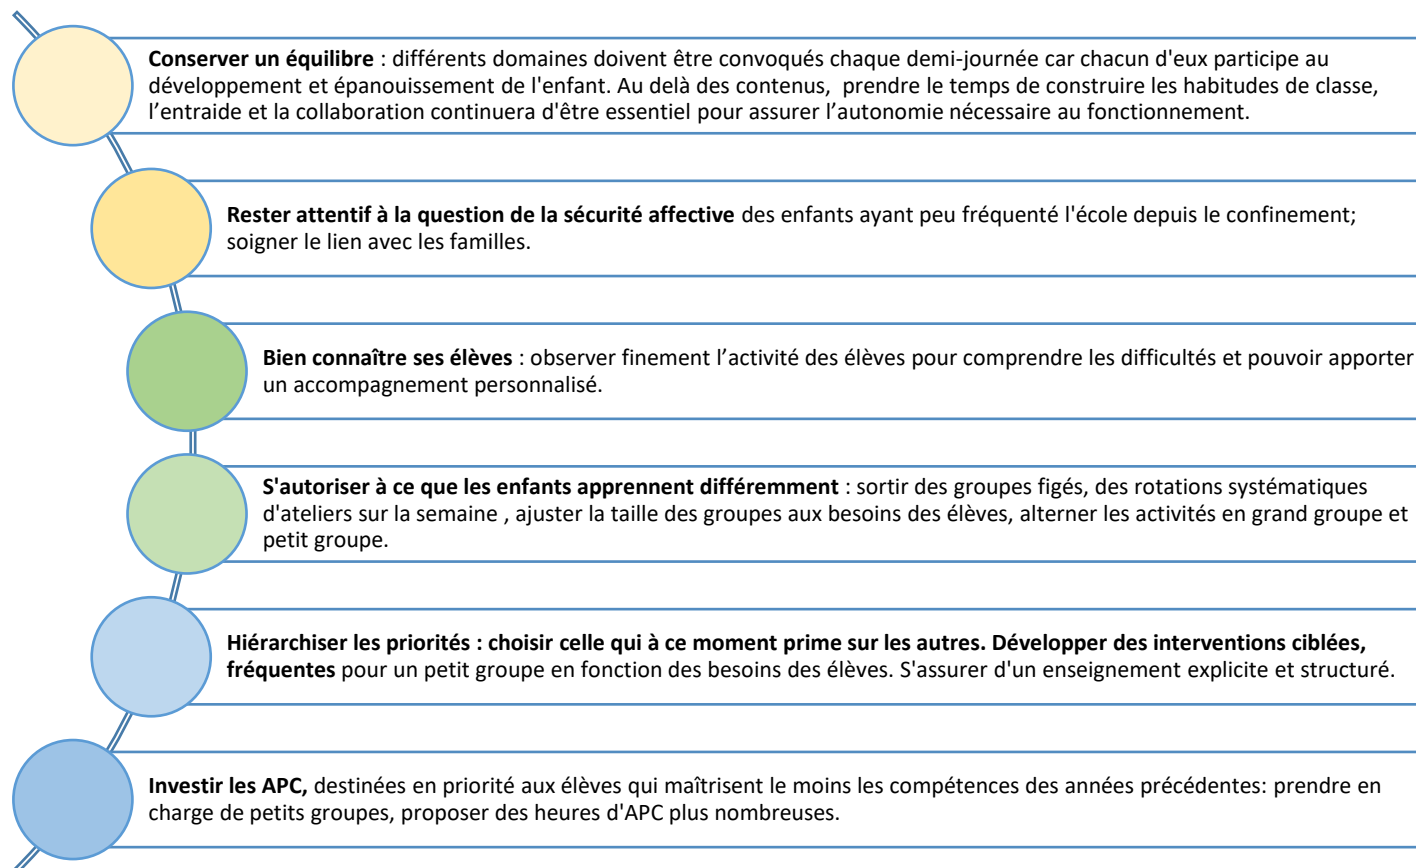 Conserver un équilibre : différents domaines doivent être convoqués chaque demi-journée car chacun d'eux participe au
développement et épanouissement de l'enfant. Au delà des contenus, prendre le temps de construire les habitudes de classe,
l’entraide et la collaboration continuera d'être essentiel pour assurer l’autonomie nécessaire au fonctionnement.
Rester attentif à la question de la sécurité affective des enfants ayant peu fréquenté l'école depuis le confinement;
soigner le lien avec les familles.
Bien connaître ses élèves : observer finement l’activité des élèves pour comprendre les difficultés et pouvoir apporter
un accompagnement personnalisé.
S'autoriser à ce que les enfants apprennent différemment : sortir des groupes figés, des rotations systématiques
d'ateliers sur la semaine , ajuster la taille des groupes aux besoins des élèves, alterner les activités en grand groupe et
petit groupe.
Hiérarchiser les priorités : choisir celle qui à ce moment prime sur les autres. Développer des interventions ciblées,
fréquentes pour un petit groupe en fonction des besoins des élèves. S'assurer d'un enseignement explicite et structuré.
Investir les APC, destinées en priorité aux élèves qui maîtrisent le moins les compétences des années précédentes: prendre en
charge de petits groupes, proposer des heures d'APC plus nombreuses.